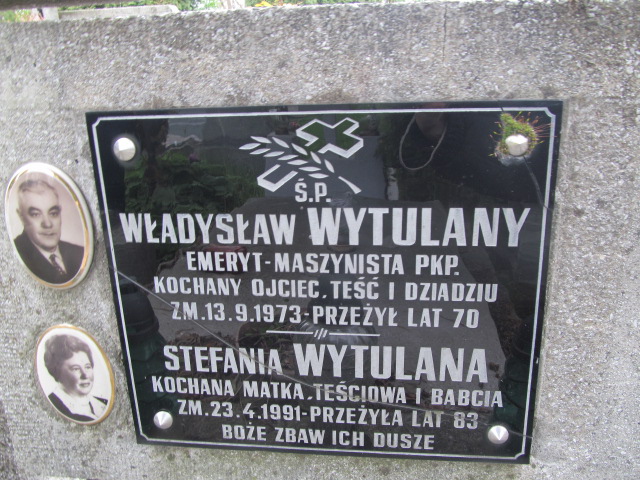 Ś.P.
WŁADYSŁAW WYTULANY
EMERYT-MASZYNISTA PKP.
KOCHANY OJCIEC, TEŚĆ I DZIADZIU
ZM.13.9.1973-PRZEŻYŁ LAT 70
STEFANIA WYTULANA
KOCHANA MATKA, TEŚCIOWA I BABCIA
ZM.23.4.1991-PRZEŻYŁA LAT 83
BOŻE ZBAW ICH DUSZE